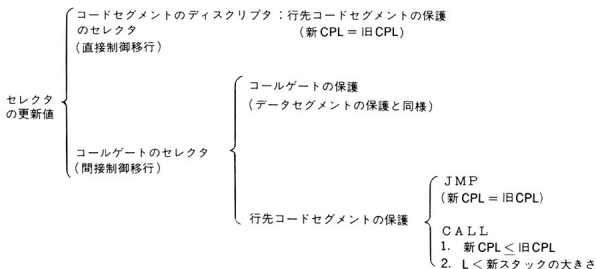 コードセグメントのディスクリプタ：行先コードセグメントの保護
のセレクタ　（新CPL＝旧CPL）
（直接制御移行）
セレクタ
の更新値
コールゲートの保護
（データセグメントの保護と同様）
コールゲートのセレクタ
（間接制御移行）
行先コードセグメントの保護
JMP
（新CPL＝旧CPL）
CALL
1. 新CPL≦旧CPL
2. L＜新スタックの大きさ